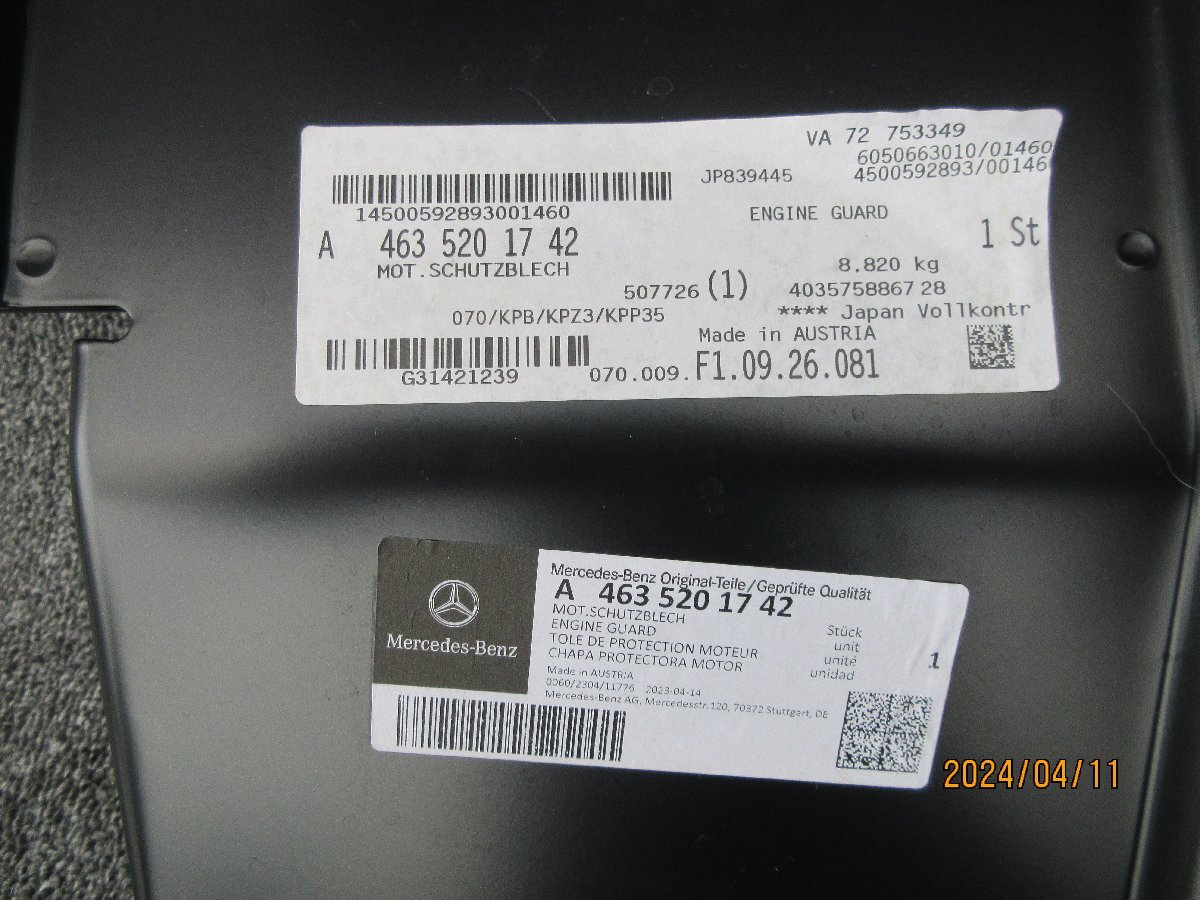 VA 72 753349
6050663010/01460
JP839445 4500592893/00146
14500592893001460
ENGINE GUARD
A 463 520 17 42
1 St
MOT.SCHUTZBLECH
8.820 kg
507726 (1) 403575886728
070/KPB/KPZ3/KPP35
**** Japan Vollkontr
Made in AUSTRIA
G31421239
070.009.F1.09.26.081
Mercedes-Benz
Mercedes-Benz Original-Teile/Geprüfte Qualität
A 463 520 17 42
MOT.SCHUTZBLECH
ENGINE GUARD
TOLE DE PROTECTION MOTEUR
CHAPA PROTECTORA MOTOR
Stück
unit
unité
unidad
1
Made in AUSTRIA
0060/2304/11776 2023-04-14
Mercedes-Benz AG, Mercedesstr.120, 70372 Stuttgart, DE
2024/04/11